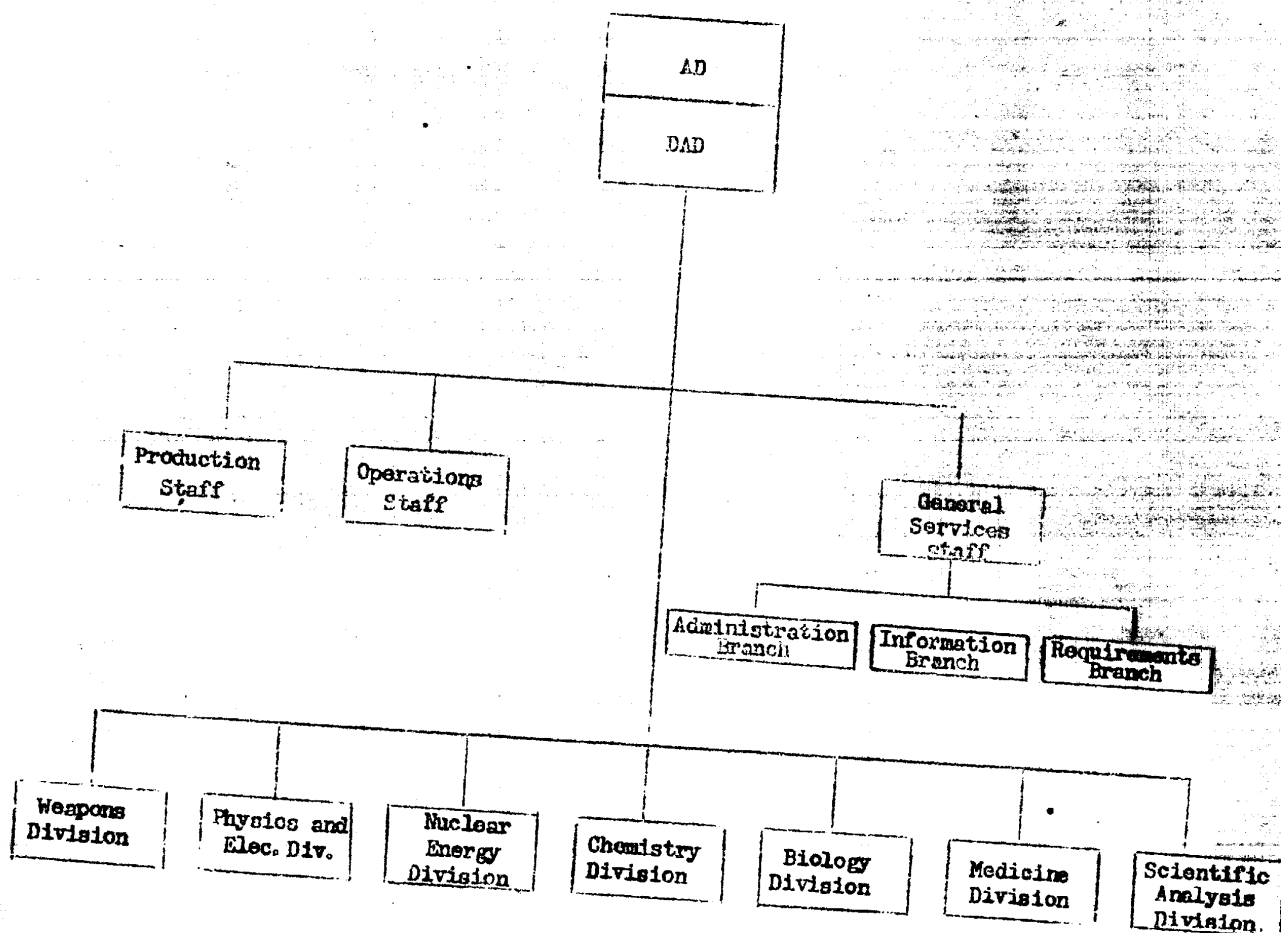 AD
DAD
Production
Staff
Operations
Staff
General
Services
staff
Administration
Branch
Information
Branch
Requirements
Branch
Weapons
Division
Physics and
Elec. Div.
Nuclear
Energy
Division
Chemistry
Division
Biology
Division
Medicine
Division
Scientific
Analysis
Division.